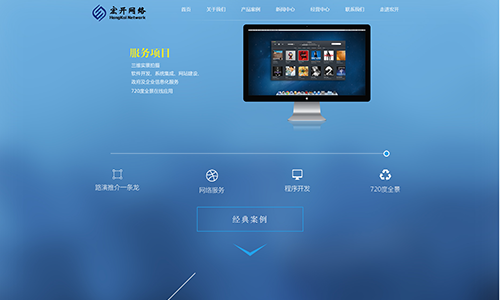 宏开网络
HongKai Network
首页 关于我们 产品案例 新闻中心 经营中心 联系我们 走进宏开
服务项目
三维实景拍摄
软件开发、系统集成、网站建设、
政府及企业信息化服务
720度全景在线应用
路演推介一条龙 网络服务 程序开发 720度全景
经典案例